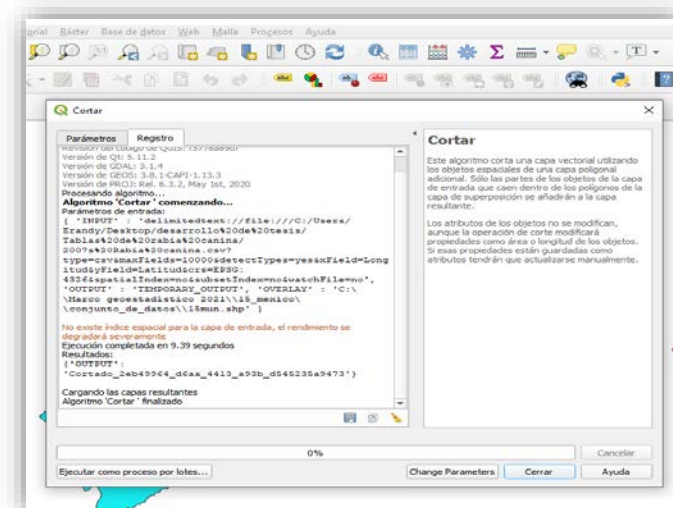 orial Ráster Base de datos Web Malla Procesos Ayuda
Cortar
Parámetros Registro
Versión de Qt: 5.11.2
Versión de GDAL: 3.1.4
Versión de GEOS: 3.8.1-CAPI-1.13.3
Versión de PROJ: Rel. 6.3.2, May 1st, 2020
Procesando algoritmo...
Algoritmo 'Cortar ' comenzando...
Parámetros de entrada:
{ 'INPUT' : 'delimitedtext://file:///C:/Users/
Erandy/Desktop/desarrollo%20de%20tesis/
Tablas%20de%20rabia%20canina/
type=csv&maxFields=10000&detectTypes=yes&xField=Long
itud&yField=Latitud&crs=EPSG:
4326&spatialIndex=no&subsetIndex=no&watchFile=no',
'OUTPUT' : 'TEMPORARY_OUTPUT', 'OVERLAY' : 'C:\
\Marco geoestadistico 2021\\15_mexico\
\conjunto_de_datos\\15mun.shp' }
No existe índice espacial para la capa de entrada, el rendimiento se
degradará severamente
Ejecución completada en 9.39 segundos
Resultados:
{'OUTPUT':
'Cortado_2eb49964_d6aa_4413_a93b_d545235a9473'}
Cargando las capas resultantes
Algoritmo 'Cortar ' finalizado
Cortar
Este algoritmo corta una capa vectorial utilizando
los objetos espaciales de una capa poligonal
adicional. Sólo las partes de los objetos de la capa
de entrada que caen dentro de los polígonos de la
capa de superposición se añadirán a la capa
resultante.
Los atributos de los objetos no se modifican,
aunque la operación de corte modificará
propiedades como área o longitud de los objetos.
Si esas propiedades están guardadas como
atributos tendrán que actualizarse manualmente.
0%
Cancelar
Ejecutar como proceso por lotes...
Change Parameters Cerrar Ayuda